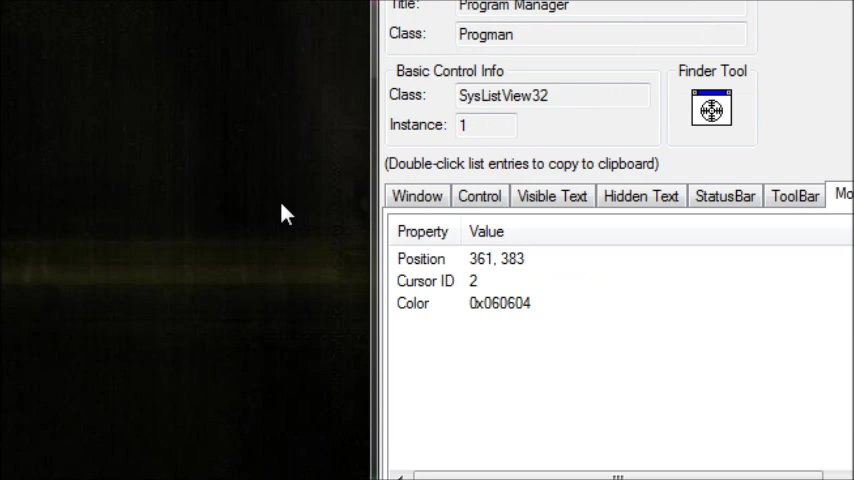 Title: Program Manager
Class: Progman
Basic Control Info
Finder Tool
Class: SysListView32
Instance: 1
(Double-click list entries to copy to clipboard)
Window Control Visible Text Hidden Text StatusBar ToolBar Mo
Property Value
Position 361, 383
Cursor ID 2
Color 0x060604